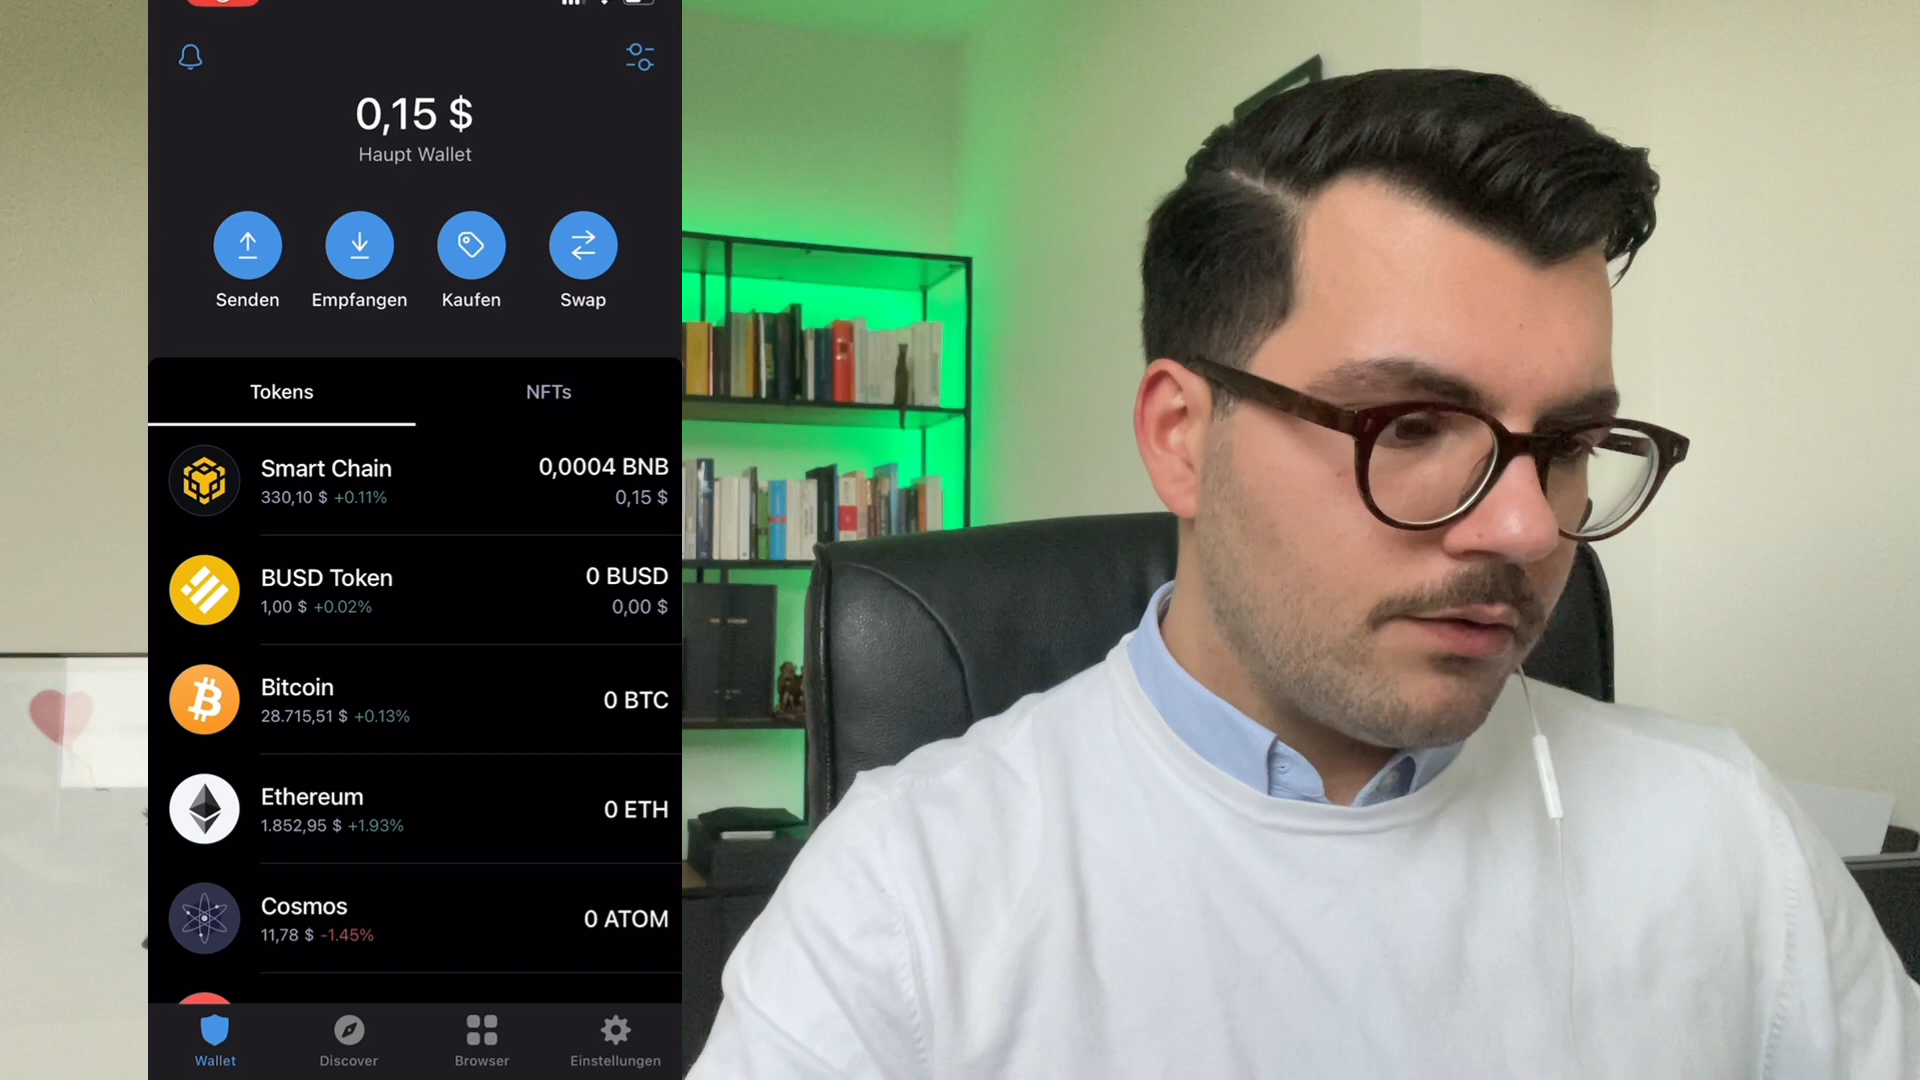 0,15 $
Haupt Wallet
Senden
Empfangen
Kaufen
Swap
Tokens
NFTs
Smart Chain
0,0004 BNB
330,10 $ +0.11%
0,15 $
BUSD Token
0 BUSD
1,00 $ +0.02%
0,00 $
Bitcoin
0 BTC
28.715,51 $ +0.13%
Ethereum
0 ETH
1.852,95 $ +1.93%
Cosmos
0 ATOM
11,78 $ -1.45%
Wallet
Discover
Browser
Einstellungen